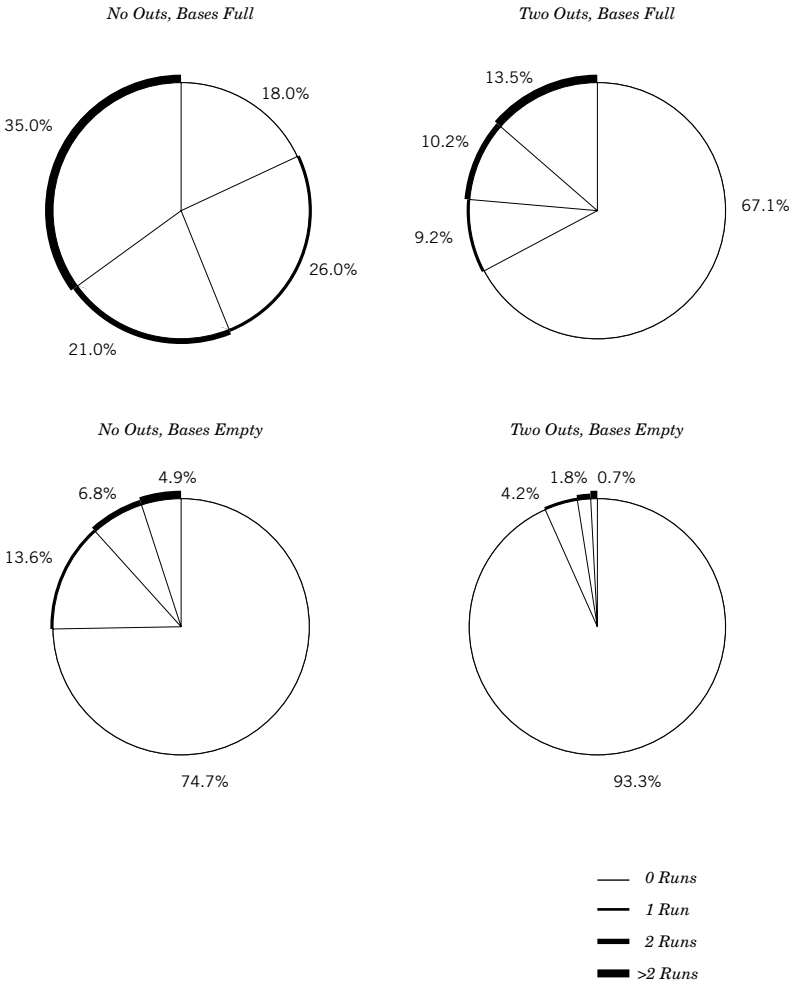 No Outs, Bases Full
18.0%
26.0%
21.0%
35.0%
Two Outs, Bases Full
13.5%
10.2%
9.2%
67.1%
No Outs, Bases Empty
4.9%
6.8%
13.6%
74.7%
Two Outs, Bases Empty
1.8% 0.7%
4.2%
93.3%
0 Runs
1 Run
2 Runs
>2 Runs